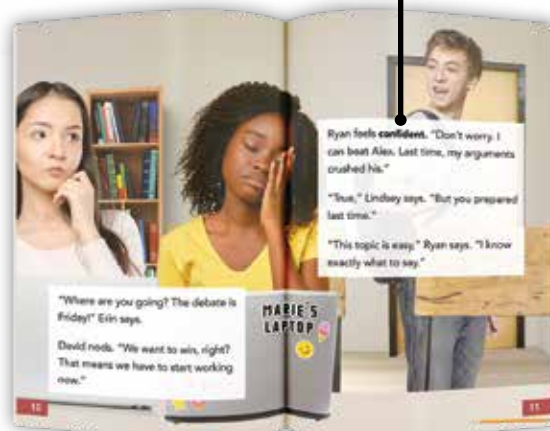 "Where are you going? The debate is
Friday!" Erin says.
David nods. "We want to win, right?
That means we have to start working
now."
MARIE'S
LAPTOP
10
Ryan feels confident. "Don't worry. I
can beat Alex. Last time, my arguments
crushed his."
"True," Lindsey says. "But you prepared
last time."
"This topic is easy," Ryan says. "I know
exactly what to say."
11